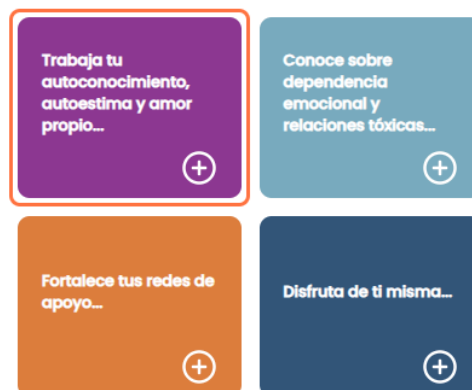 Trabaja tu
autoconocimiento,
autoestima y amor
propio...
Conoce sobre
dependencia
emocional y
relaciones tóxicas...
Fortalece tus redes de
apoyo...
Disfruta de ti misma...